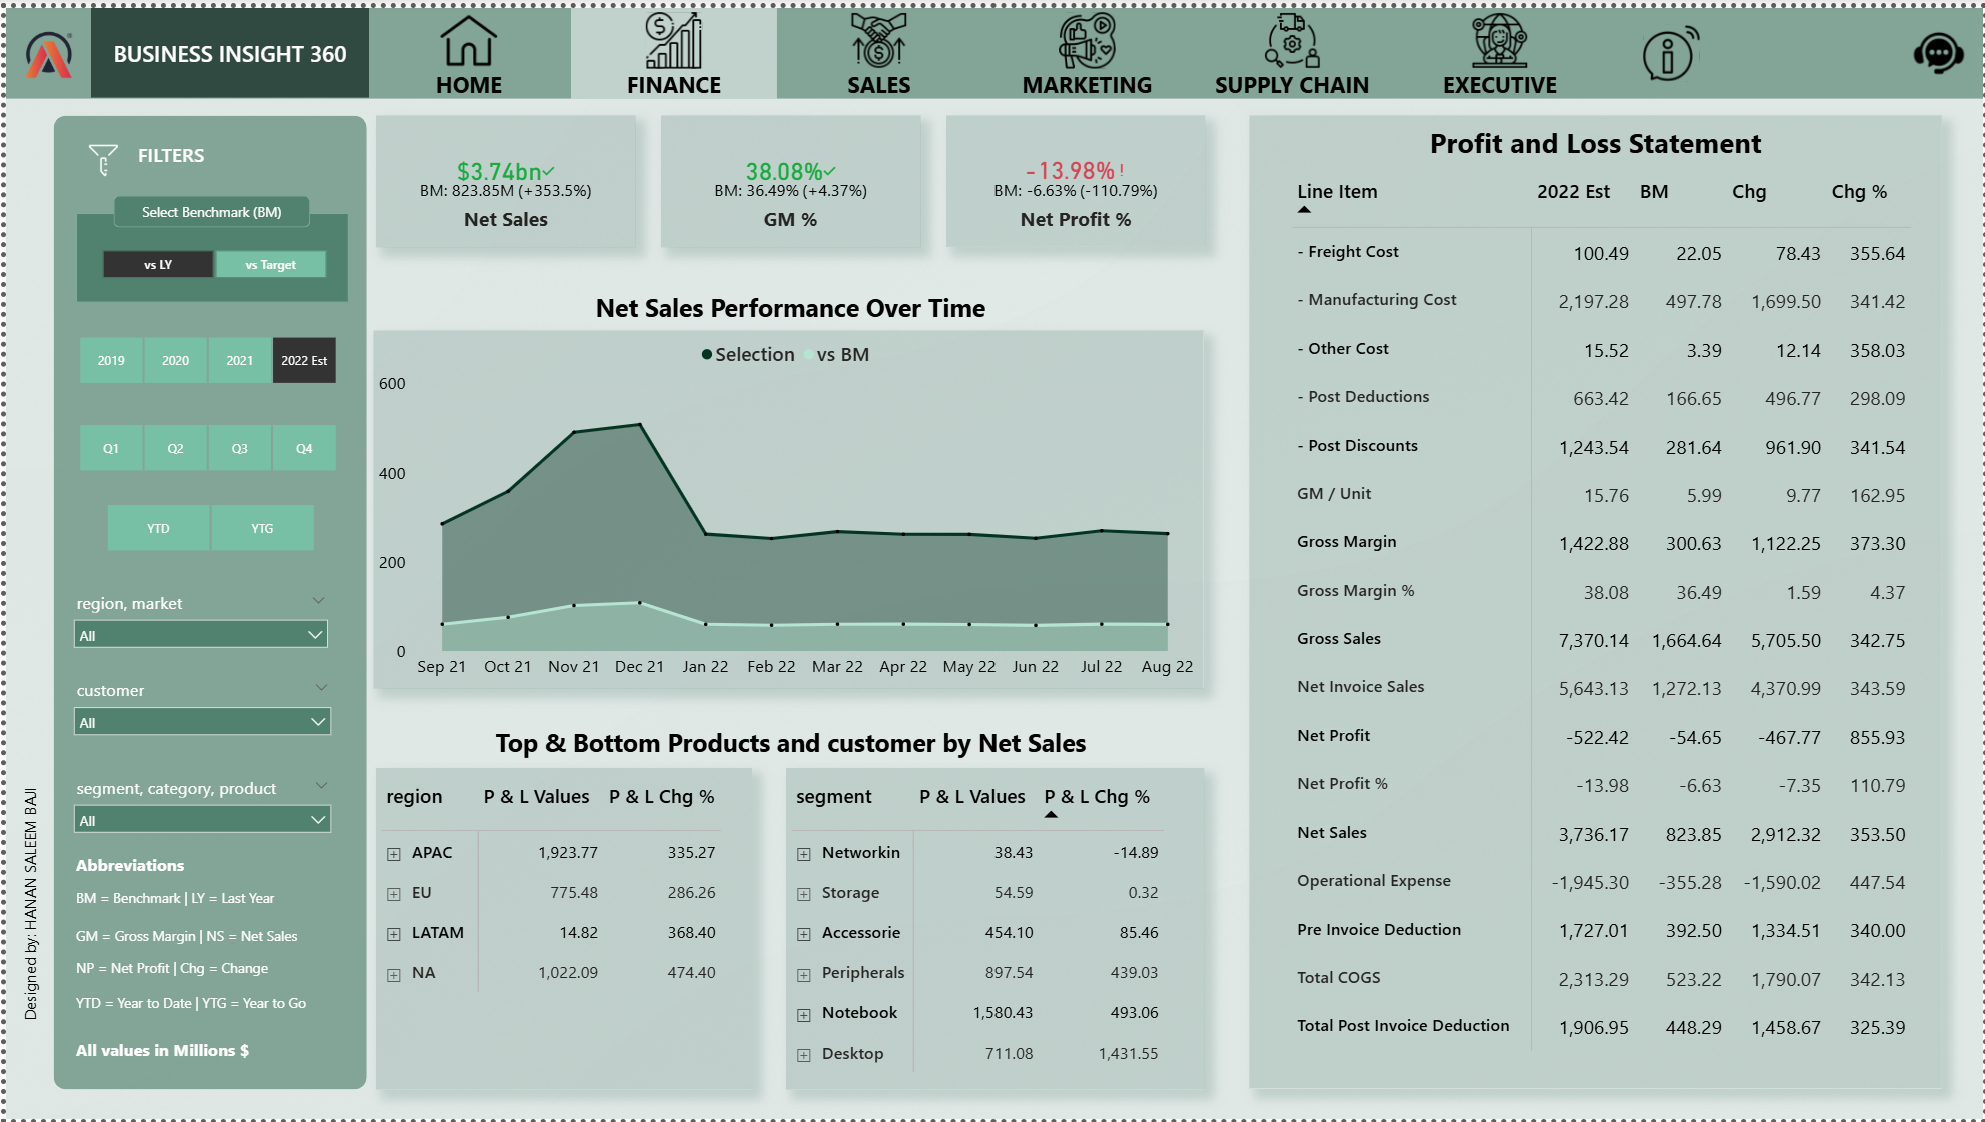 BUSINESS INSIGHT 360
HOME
FINANCE
SALES
MARKETING
SUPPLY CHAIN
EXECUTIVE
FILTERS
Select Benchmark (BM)
vs LY
vs Target
2019
2020
2021
2022 Est
Q1
Q2
Q3
Q4
YTD
YTG
region, market
All
customer
All
segment, category, product
All
Abbreviations
BM = Benchmark | LY = Last Year
GM = Gross Margin | NS = Net Sales
NP = Net Profit | Chg = Change
YTD = Year to Date | YTG = Year to Go
All values in Millions $
Designed by: HANAN SALEEM BAJI
$3.74bn
BM: 823.85M (+353.5%)
Net Sales
38.08%
BM: 36.49% (+4.37%)
GM %
-13.98% !
BM: -6.63% (-110.79%)
Net Profit %
Net Sales Performance Over Time
Selection vs BM
600
400
200
0
Sep 21 Oct 21 Nov 21 Dec 21 Jan 22 Feb 22 Mar 22 Apr 22 May 22 Jun 22 Jul 22 Aug 22
Top & Bottom Products and customer by Net Sales
region P & L Values P & L Chg %
APAC 1,923.77 335.27
EU 775.48 286.26
LATAM 14.82 368.40
NA 1,022.09 474.40
segment P & L Values P & L Chg %
Networkin 38.43 -14.89
Storage 54.59 0.32
Accessorie 454.10 85.46
Peripherals 897.54 439.03
Notebook 1,580.43 493.06
Desktop 711.08 1,431.55
Profit and Loss Statement
Line Item 2022 Est BM Chg Chg %
- Freight Cost 100.49 22.05 78.43 355.64
- Manufacturing Cost 2,197.28 497.78 1,699.50 341.42
- Other Cost 15.52 3.39 12.14 358.03
- Post Deductions 663.42 166.65 496.77 298.09
- Post Discounts 1,243.54 281.64 961.90 341.54
GM / Unit 15.76 5.99 9.77 162.95
Gross Margin 1,422.88 300.63 1,122.25 373.30
Gross Margin % 38.08 36.49 1.59 4.37
Gross Sales 7,370.14 1,664.64 5,705.50 342.75
Net Invoice Sales 5,643.13 1,272.13 4,370.99 343.59
Net Profit -522.42 -54.65 -467.77 855.93
Net Profit % -13.98 -6.63 -7.35 110.79
Net Sales 3,736.17 823.85 2,912.32 353.50
Operational Expense -1,945.30 -355.28 -1,590.02 447.54
Pre Invoice Deduction 1,727.01 392.50 1,334.51 340.00
Total COGS 2,313.29 523.22 1,790.07 342.13
Total Post Invoice Deduction 1,906.95 448.29 1,458.67 325.39